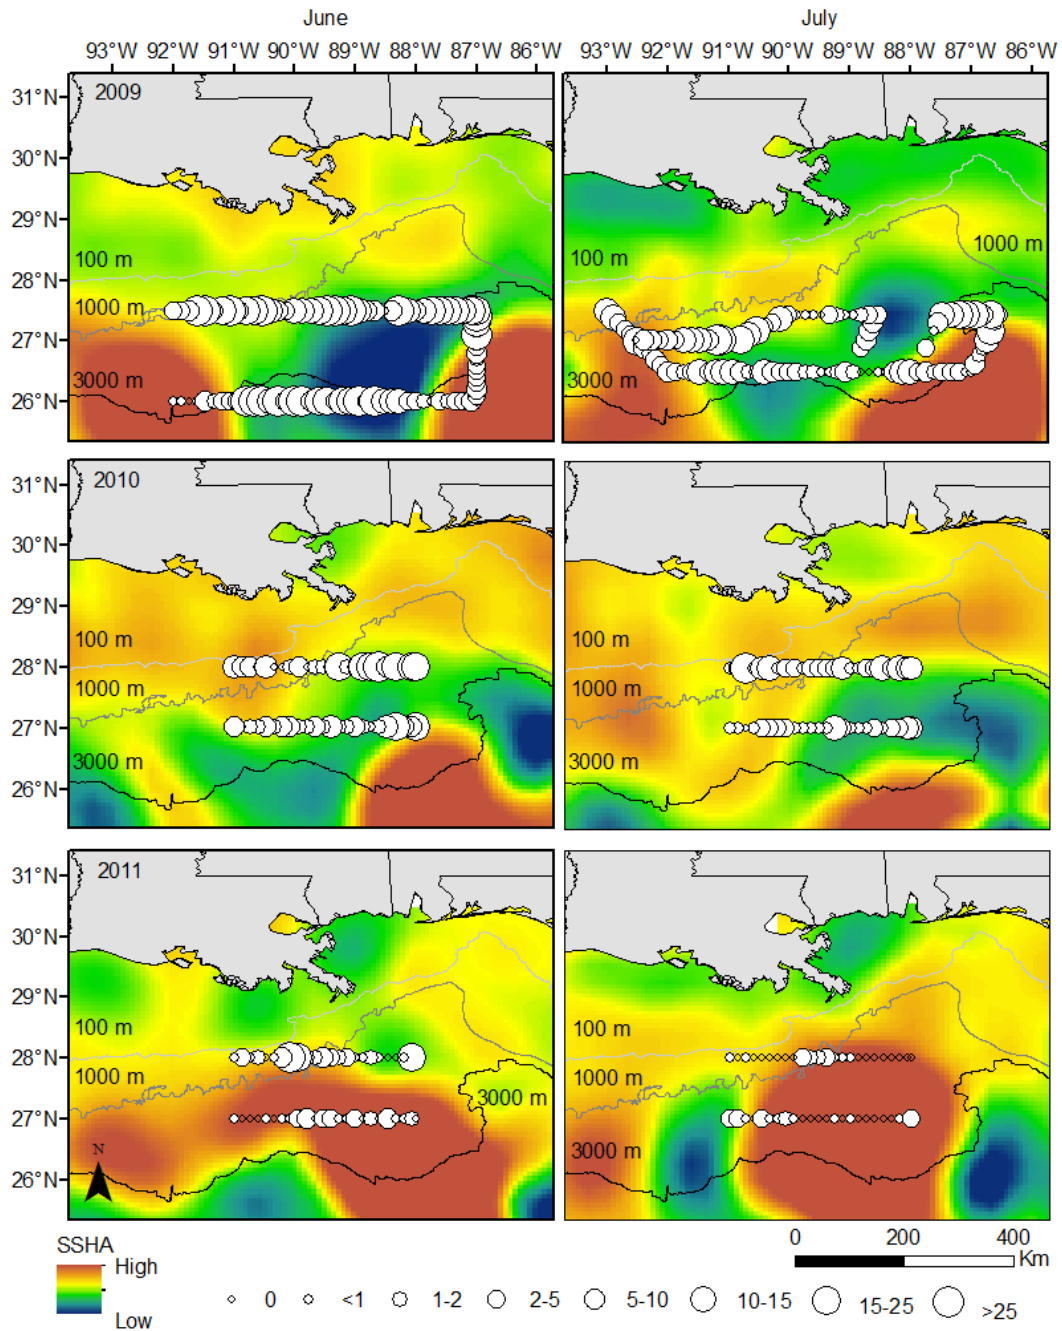 June July
93°W 92°W 91°W 90°W 89°W 88°W 87°W 86°W 93°W 92°W 91°W 90°W 89°W 88°W 87°W 86°W
31°N 2009
30°N
29°N
100 m 1000 m
28°N 100 m
1000 m
27°N
3000 m 3000 m
26°N
31°N 2010
30°N
29°N
100 m 100 m
28°N
1000 m 1000 m
27°N
3000 m 3000 m
26°N
31°N 2011
30°N
29°N
100 m 100 m
28°N
1000 m 1000 m
3000 m
27°N
3000 m
N
26°N
SSHA 0 200 400
High Km
Low
0 <1 1-2 2-5 5-10 10-15 15-25 >25